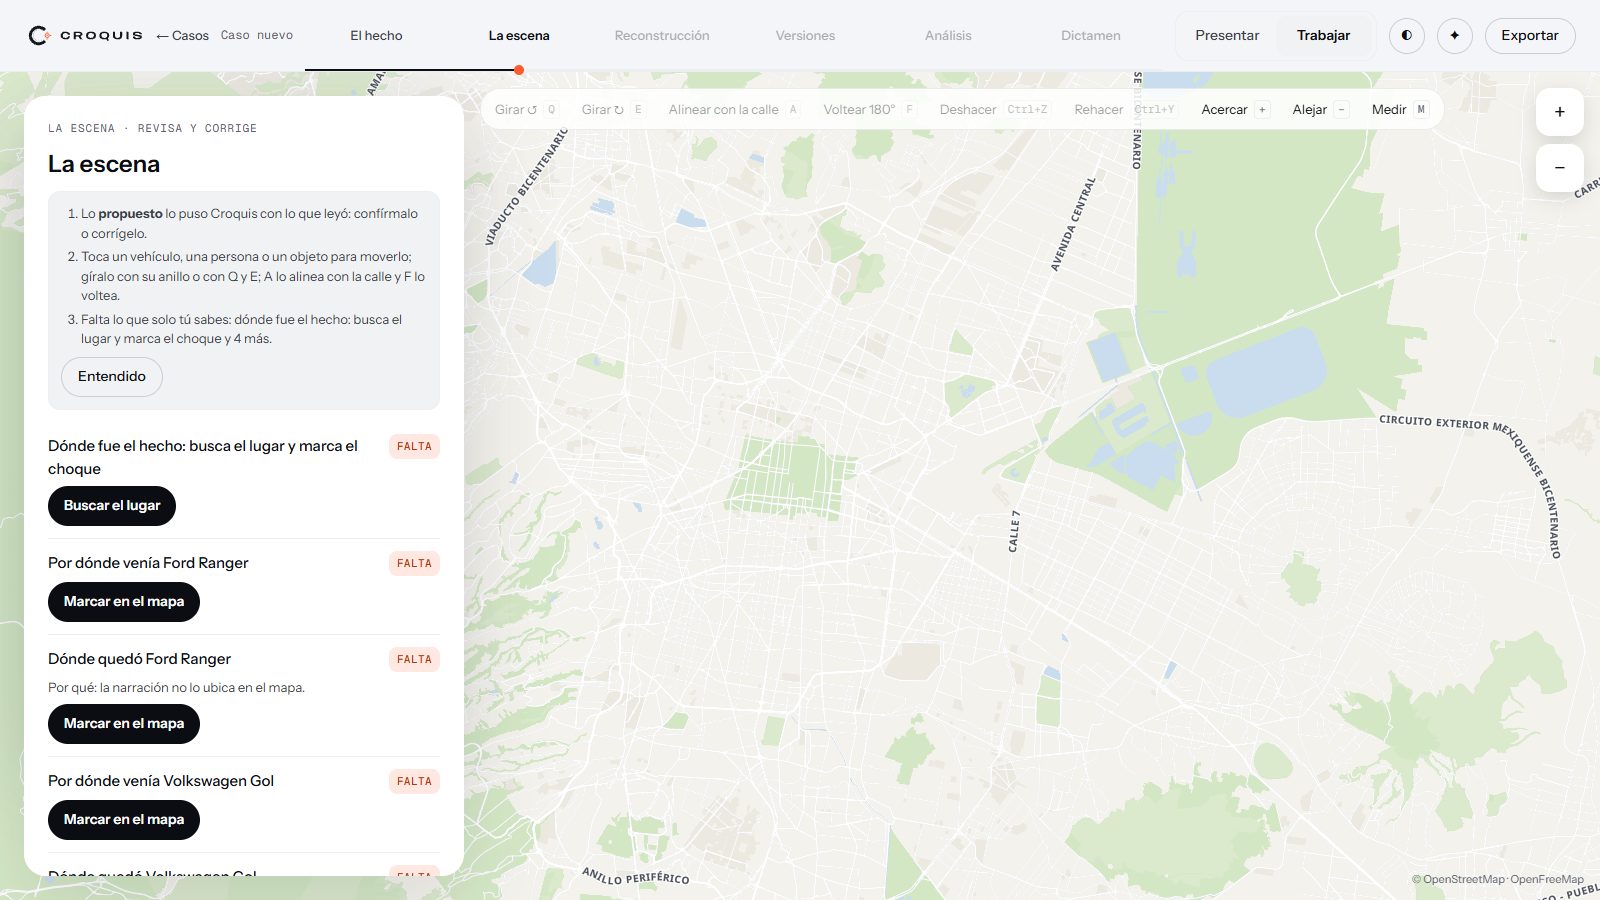 CROQUIS
← Casos
Caso nuevo
El hecho
La escena
Reconstrucción
Versiones
Análisis
Dictamen
Presentar
Trabajar
Exportar
Girar ↺ Q
Girar ↻ E
Alinear con la calle A
Voltear 180° F
Deshacer Ctrl+Z
Rehacer Ctrl+Y
Acercar +
Alejar −
Medir M
+
−
LA ESCENA · REVISA Y CORRIGE
La escena
1. Lo propuesto lo puso Croquis con lo que leyó: confírmalo
o corrígelo.
2. Toca un vehículo, una persona o un objeto para moverlo;
gíralo con su anillo o con Q y E; A lo alinea con la calle y F lo
voltea.
3. Falta lo que solo tú sabes: dónde fue el hecho: busca el
lugar y marca el choque y 4 más.
Entendido
Dónde fue el hecho: busca el lugar y marca el
choque
FALTA
Buscar el lugar
Por dónde venía Ford Ranger
FALTA
Marcar en el mapa
Dónde quedó Ford Ranger
FALTA
Por qué: la narración no lo ubica en el mapa.
Marcar en el mapa
Por dónde venía Volkswagen Gol
FALTA
Marcar en el mapa
Dónde quedó Volkswagen Gol
FALTA
VIADUCTO BICENTENARIO
AVENIDA CENTRAL
CALLE 7
CIRCUITO EXTERIOR MEXIQUENSE BICENTENARIO
ANILLO PERIFÉRICO
© OpenStreetMap · OpenFreeMap